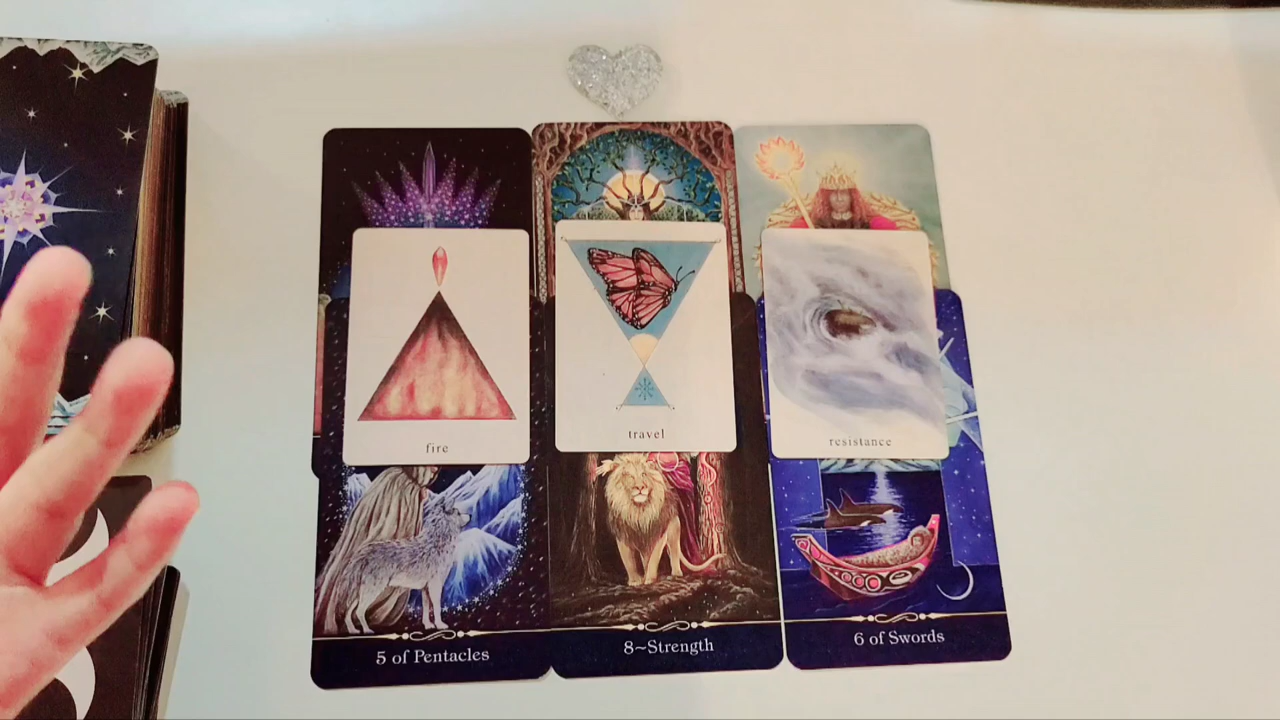 fire
travel
resistance
5 of Pentacles
8~Strength
6 of Swords